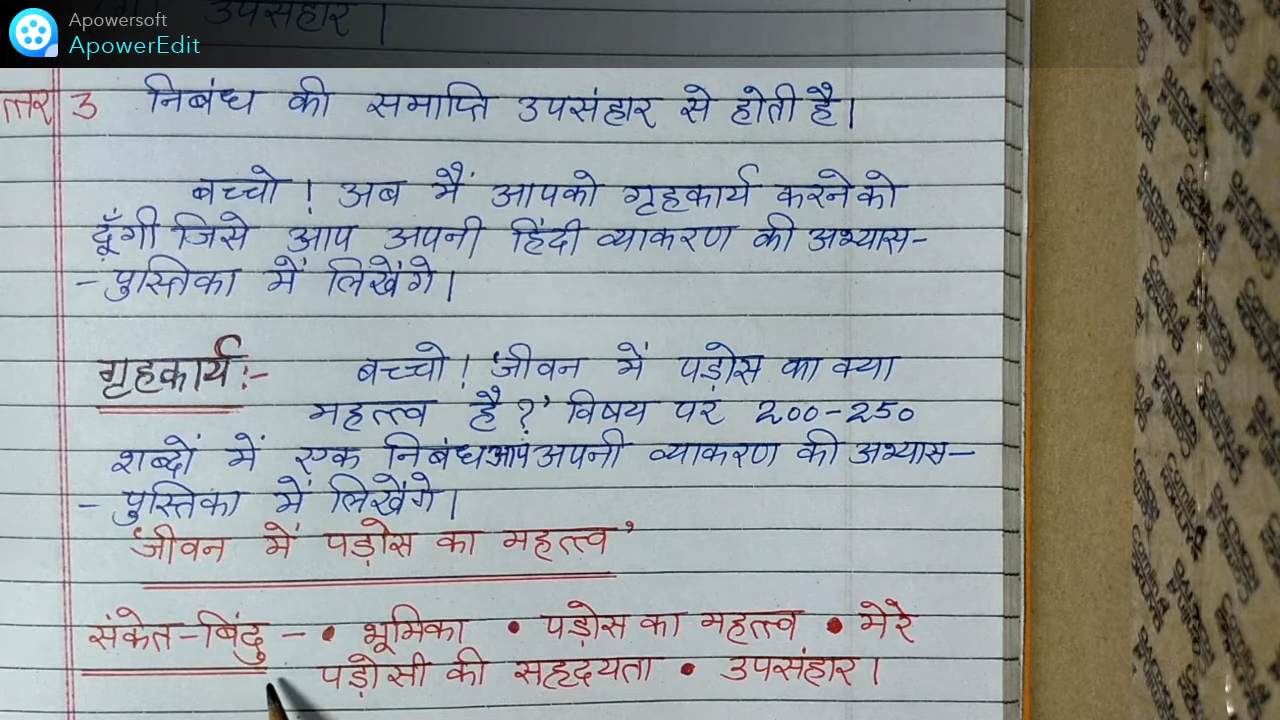 Apowersoft
ApowerEdit
उपसंहार।
त्तर 3 निबंध की समाप्ति उपसंहार से होती है।
बच्चो! अब मैं आपको गृहकार्य करने को
दूँगी जिसे आप अपनी हिंदी व्याकरण की अभ्यास-
- पुस्तिका में लिखेंगे।
गृहकार्य:- बच्चो! 'जीवन में पड़ोस का क्या
महत्त्व है?' विषय पर 200-250
शब्दों में एक निबंध आप अपनी व्याकरण की अभ्यास-
- पुस्तिका में लिखेंगे।
'जीवन में पड़ोस का महत्त्व'
संकेत-बिंदु - • भूमिका • पड़ोस का महत्त्व • मेरे
पड़ोसी की सहृदयता • उपसंहार।